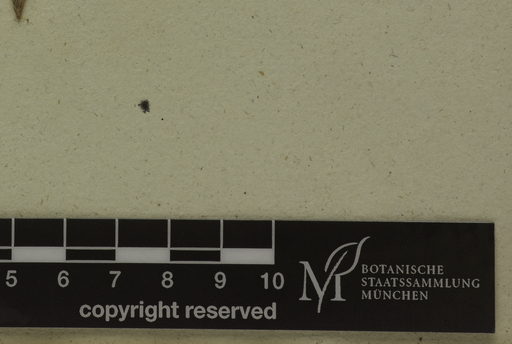 5 6 7 8 9 10
copyright reserved
M
BOTANISCHE
STAATSSAMMLUNG
MÜNCHEN